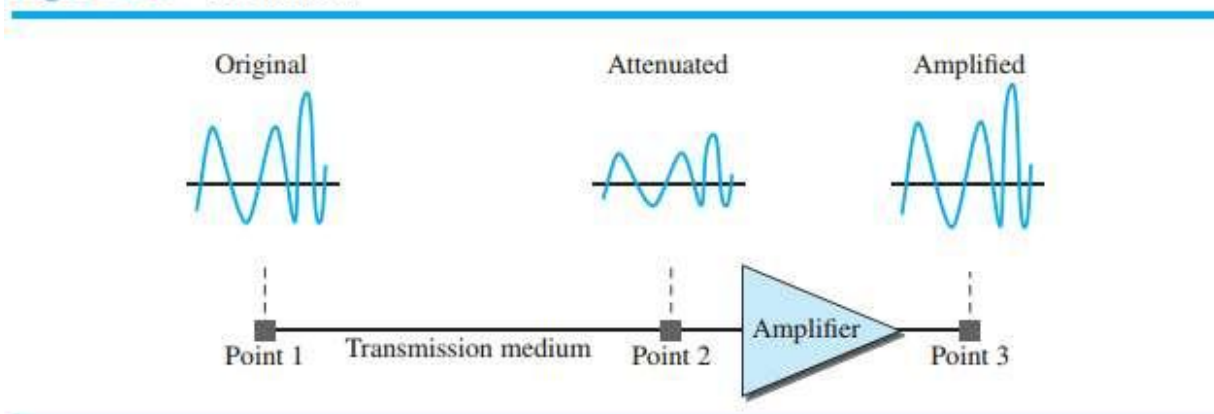 Original
Attenuated
Amplified
Amplifier
Point 1
Transmission medium
Point 2
Point 3